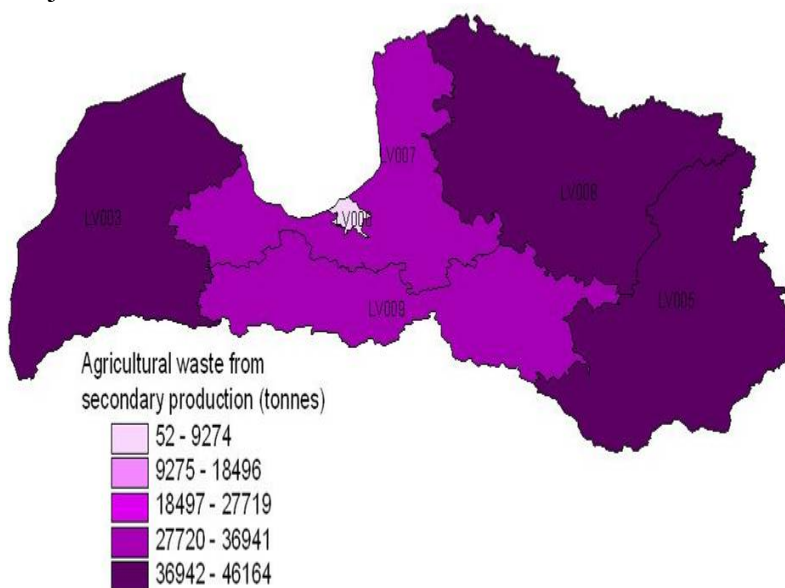 LV007
LV003
LV006
LV008
LV009
LV005
Agricultural waste from
secondary production (tonnes)
52 - 9274
9275 - 18496
18497 - 27719
27720 - 36941
36942 - 46164